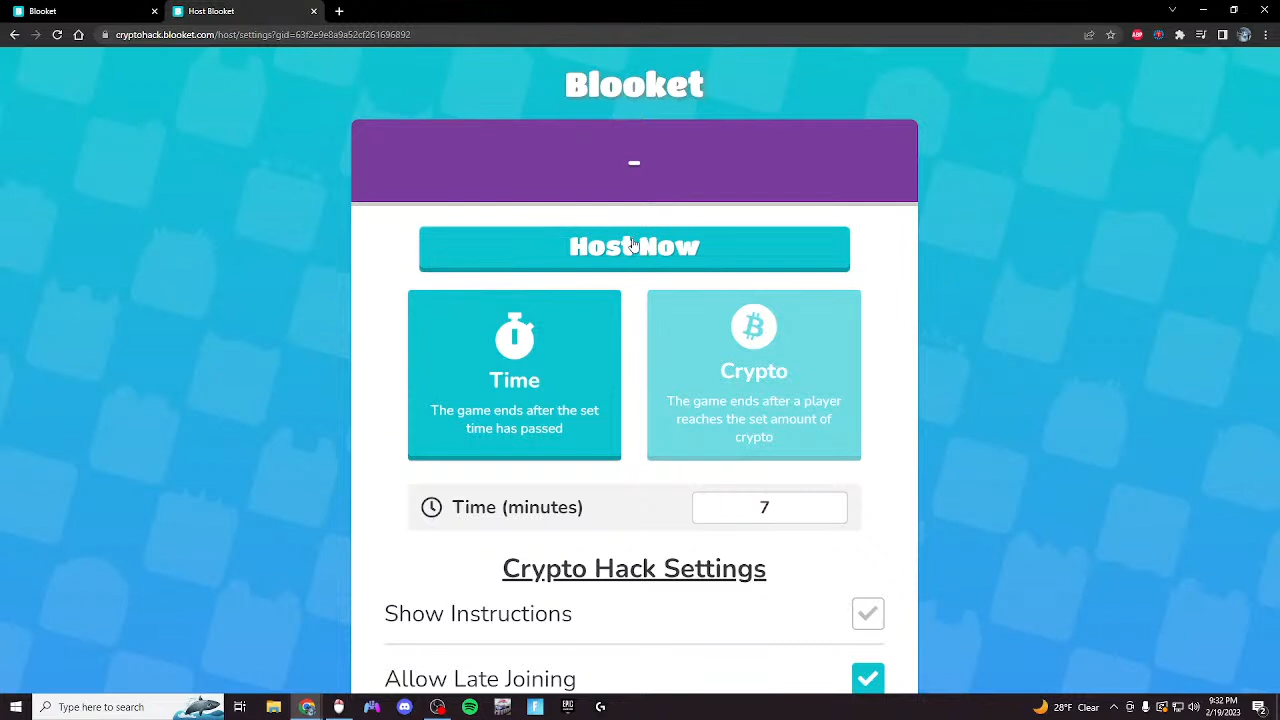 Blooket
Host Blooket
cryptohack.blooket.com/host/settings?gid=63f2e9e8a9a52cf261696892
Blooket
-
Host Now
Time
The game ends after the set
time has passed
Crypto
The game ends after a player
reaches the set amount of
crypto
Time (minutes)
7
Crypto Hack Settings
Show Instructions
Allow Late Joining
Type here to search
28°F Clear
9:32 PM
2/19/2023